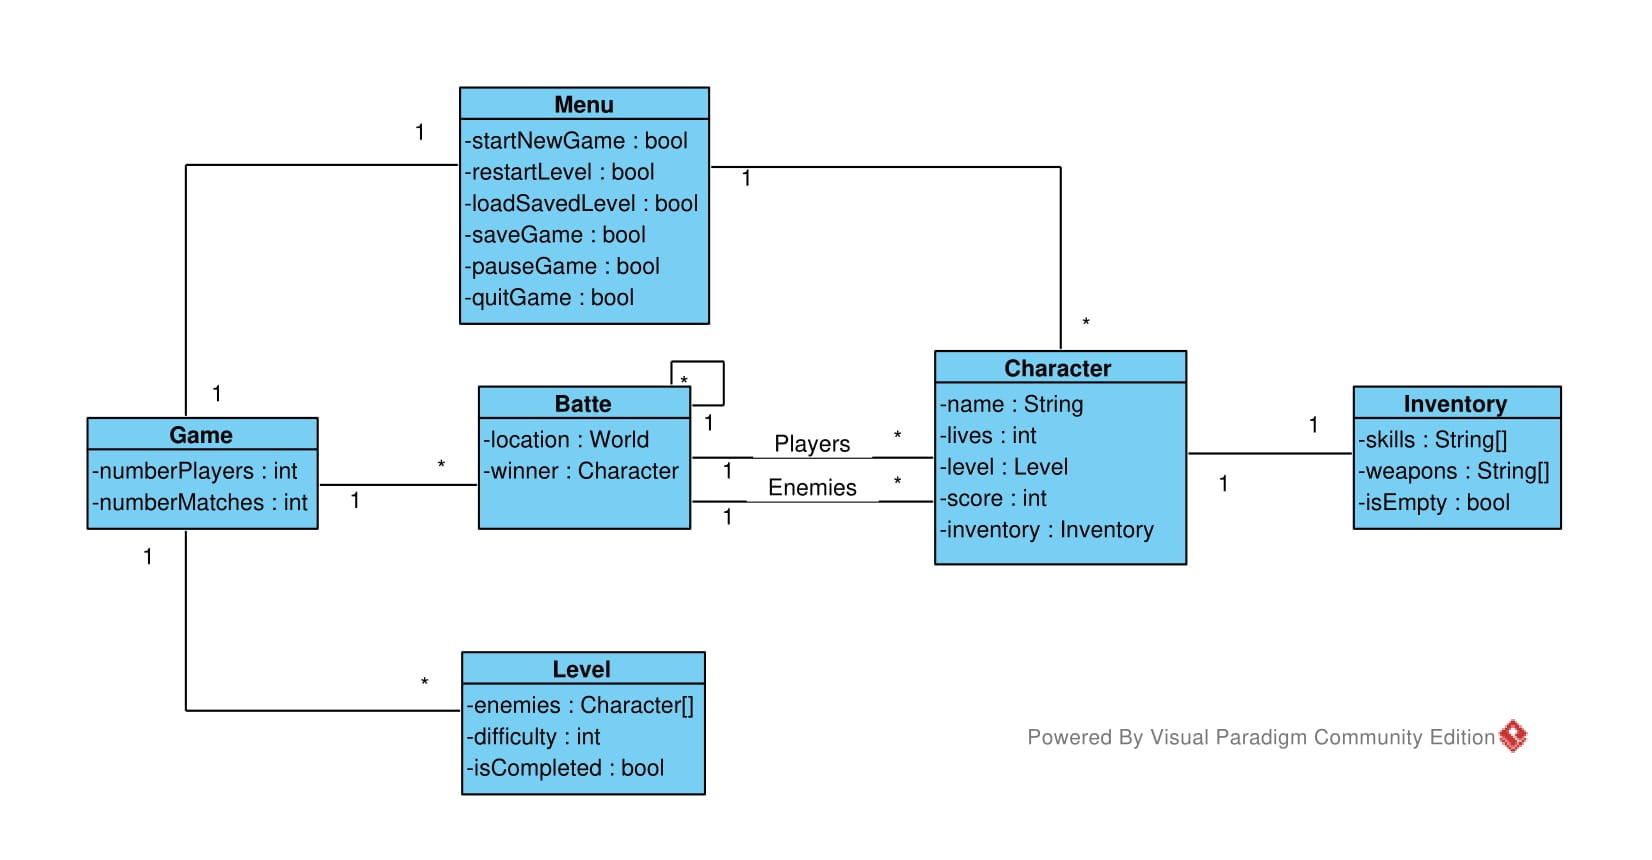 Menu
-startNewGame : bool
-restartLevel : bool
-loadSavedLevel : bool
-saveGame : bool
-pauseGame : bool
-quitGame : bool
1
1
1
*
Game
-numberPlayers : int
-numberMatches : int
1
*
1
*
Batte
-location : World
-winner : Character
*
1
Players
1
*
Enemies
1
*
Character
-name : String
-lives : int
-level : Level
-score : int
-inventory : Inventory
1
1
Inventory
-skills : String[]
-weapons : String[]
-isEmpty : bool
Level
-enemies : Character[]
-difficulty : int
-isCompleted : bool
Powered By Visual Paradigm Community Edition